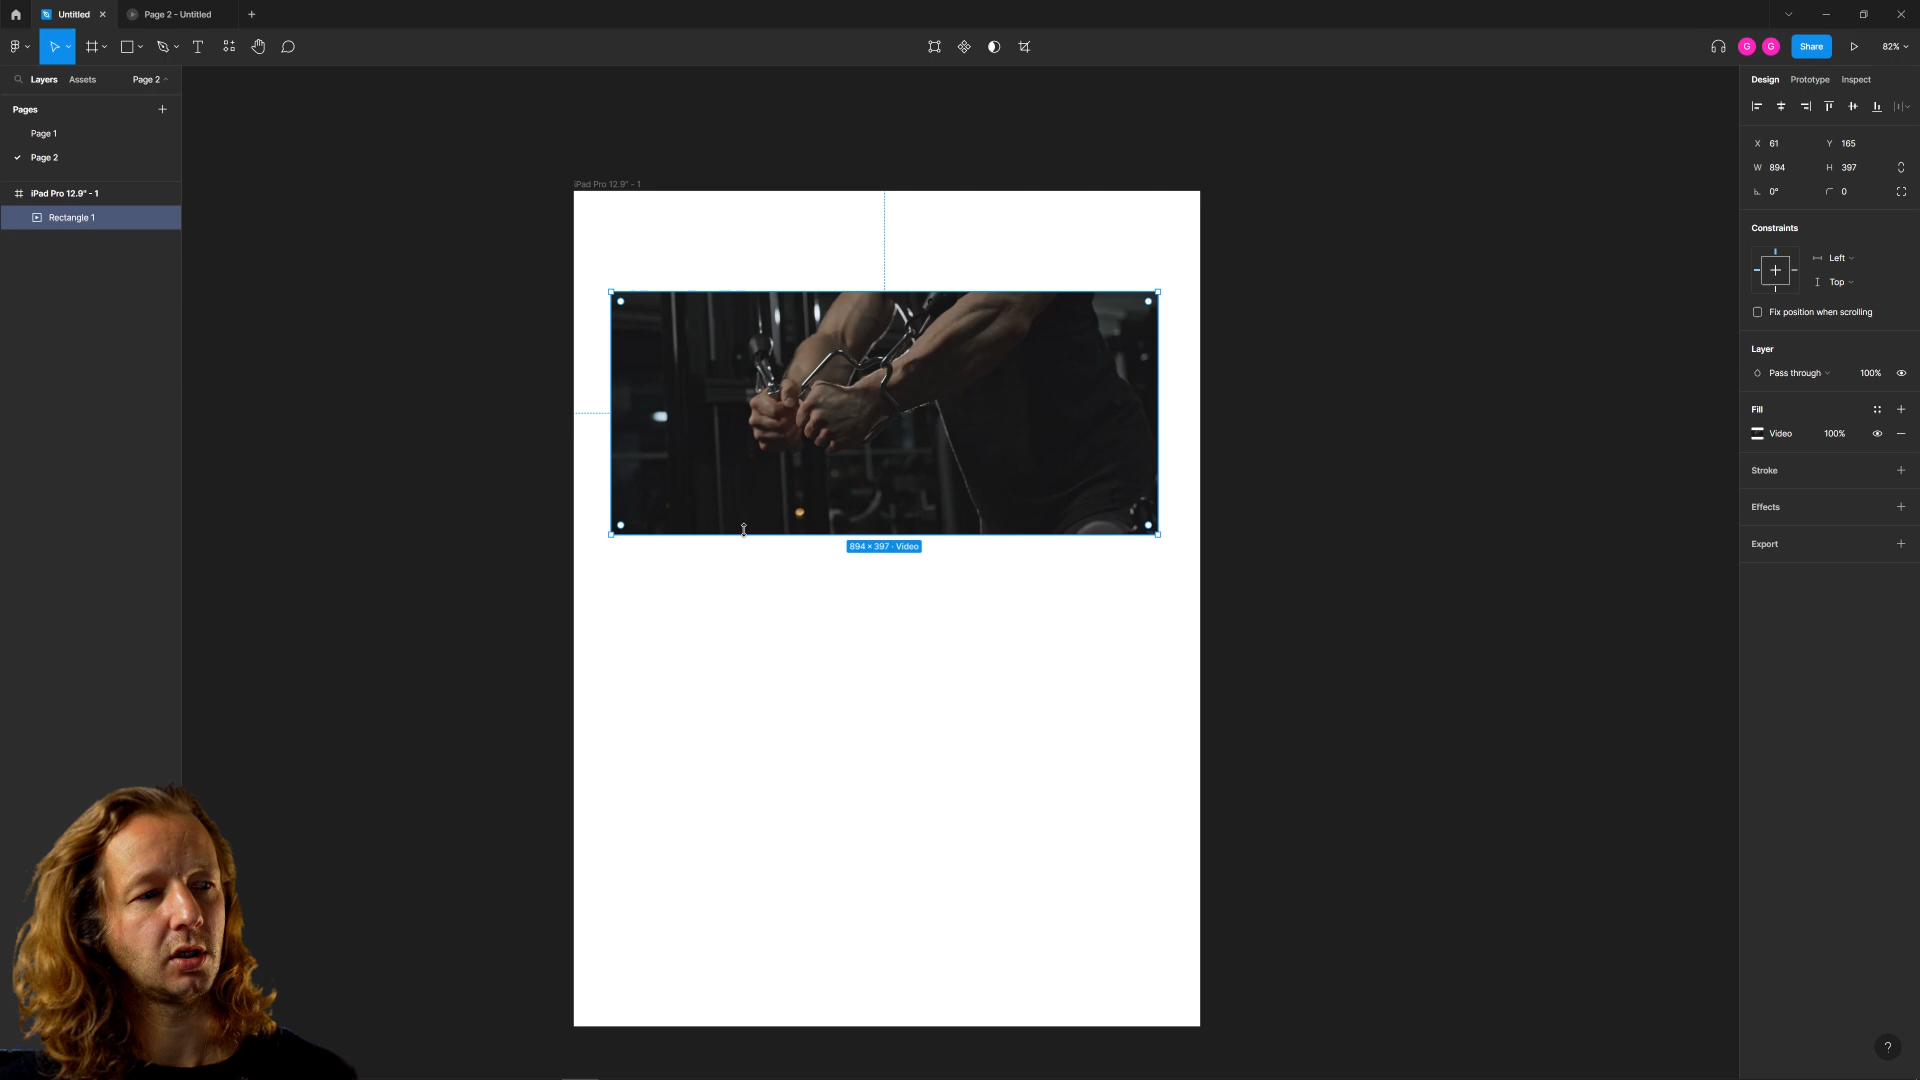 Untitled
Page 2 - Untitled
G
G
Share
82%
Layers
Assets
Page 2
Pages
Page 1
Page 2
iPad Pro 12.9" - 1
Rectangle 1
iPad Pro 12.9" - 1
894 × 397 · Video
Design
Prototype
Inspect
X 61
Y 165
W 894
H 397
0°
0
Constraints
Left
Top
Fix position when scrolling
Layer
Pass through
100%
Fill
Video
100%
Stroke
Effects
Export
?